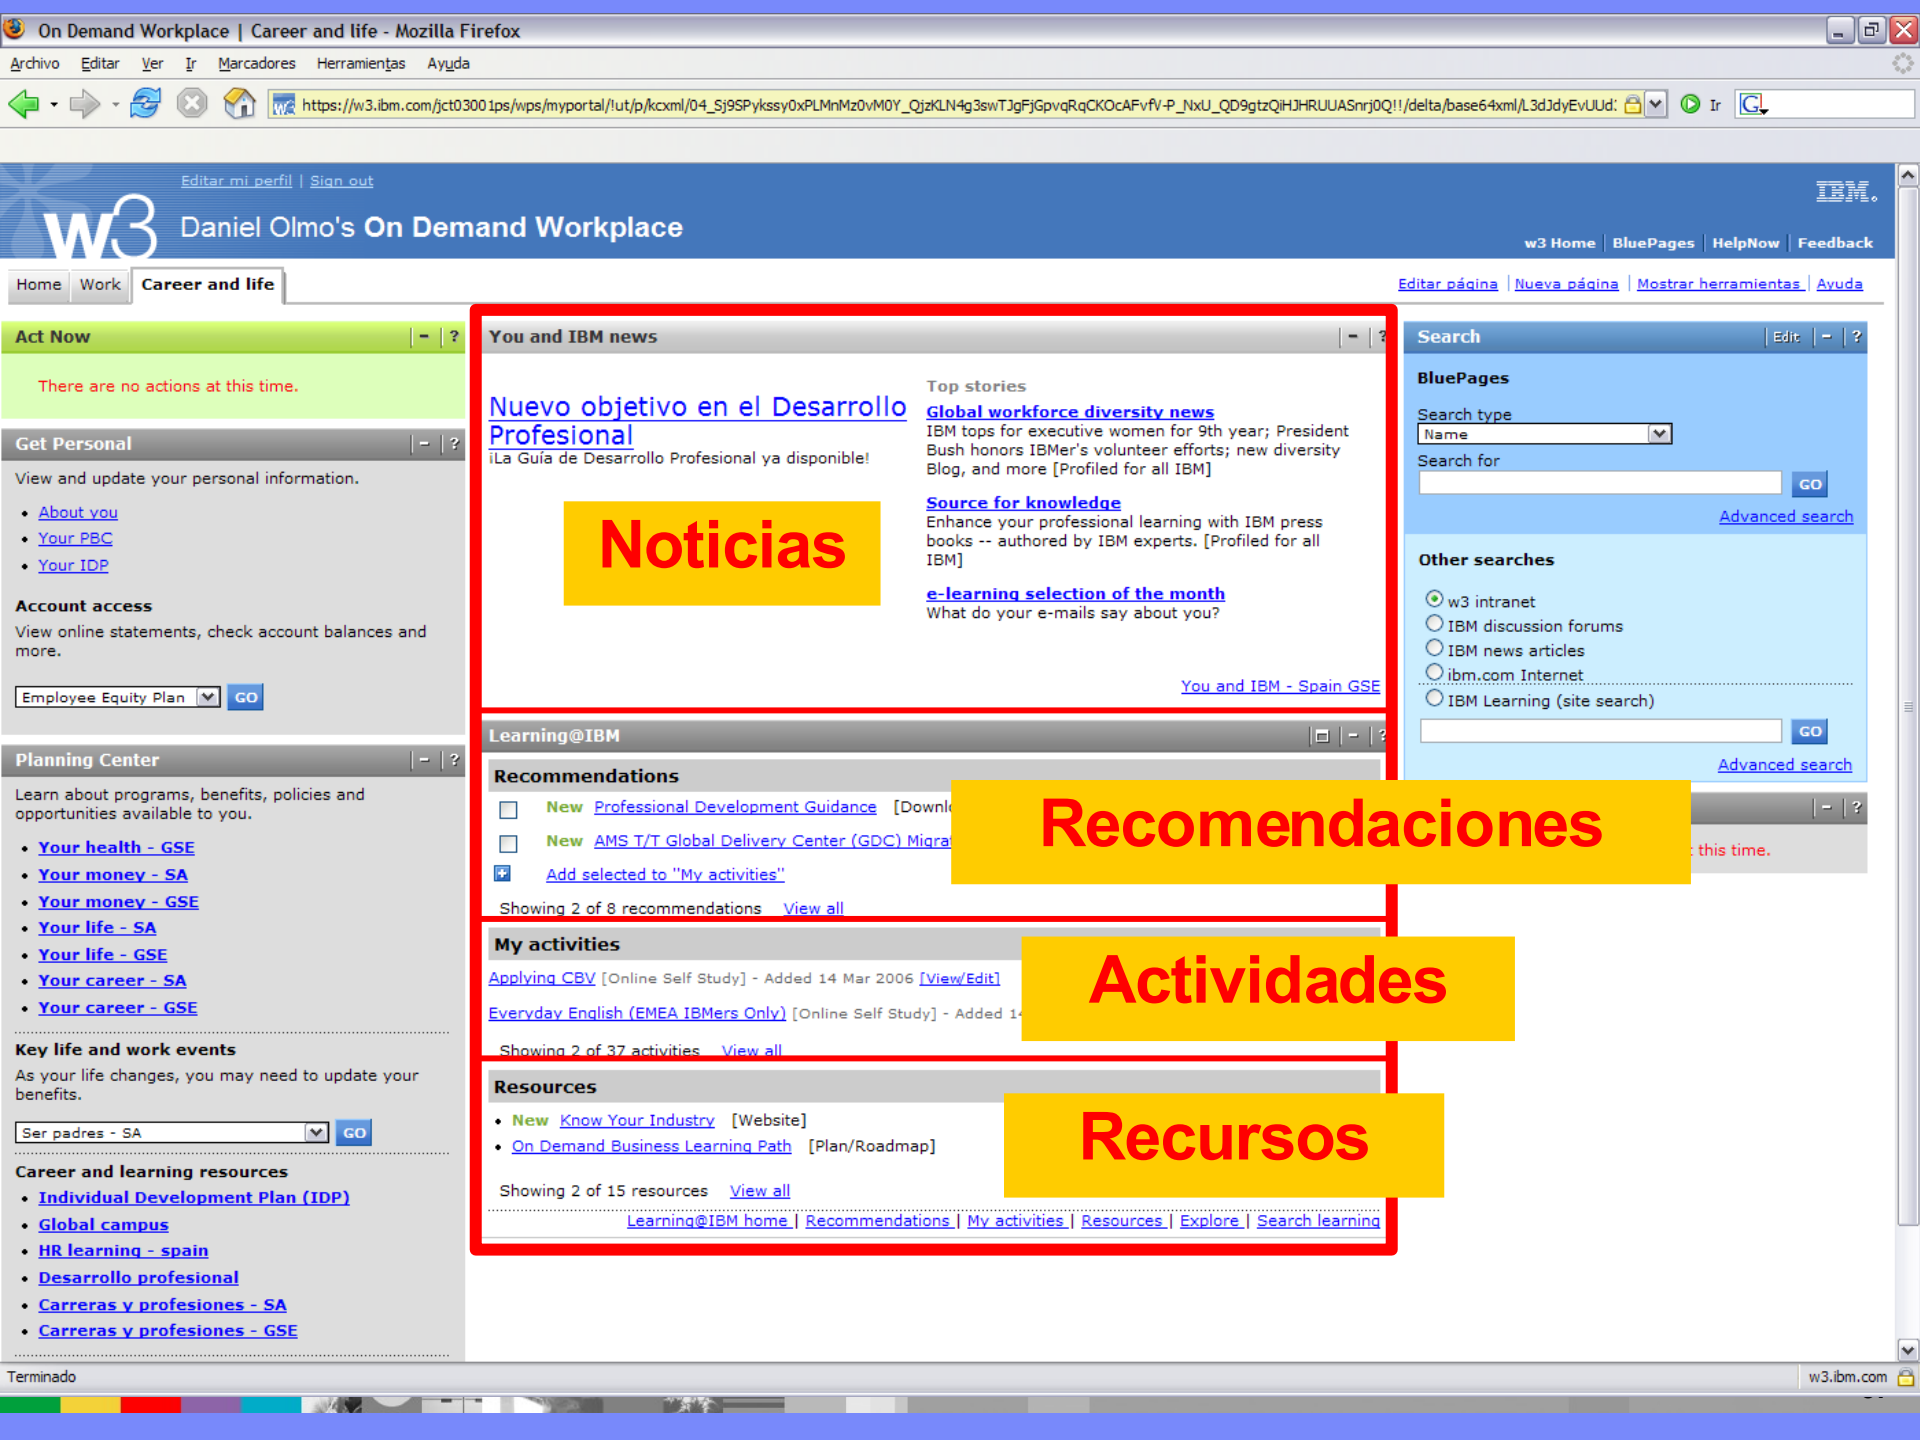 On Demand Workplace | Career and life - Mozilla Firefox
Archivo Editar Ver Ir Marcadores Herramientas Ayuda
Ir
Editar mi perfil | Sign out
IBM.
w3
Daniel Olmo's On Demand Workplace
w3 Home | BluePages | HelpNow | Feedback
Home Work Career and life
Editar página | Nueva página | Mostrar herramientas | Ayuda
Act Now
There are no actions at this time.
Get Personal
View and update your personal information.
• About you
• Your PBC
• Your IDP
Account access
View online statements, check account balances and
more.
Employee Equity Plan GO
Planning Center
Learn about programs, benefits, policies and
opportunities available to you.
• Your health - GSE
• Your money - SA
• Your money - GSE
• Your life - SA
• Your life - GSE
• Your career - SA
• Your career - GSE
Key life and work events
As your life changes, you may need to update your
benefits.
Ser padres - SA GO
Career and learning resources
• Individual Development Plan (IDP)
• Global campus
• HR learning - spain
• Desarrollo profesional
• Carreras y profesiones - SA
• Carreras y profesiones - GSE
You and IBM news
Nuevo objetivo en el Desarrollo
Profesional
¡La Guía de Desarrollo Profesional ya disponible!
Noticias
Top stories
Global workforce diversity news
IBM tops for executive women for 9th year; President
Bush honors IBMer's volunteer efforts; new diversity
Blog, and more [Profiled for all IBM]
Source for knowledge
Enhance your professional learning with IBM press
books -- authored by IBM experts. [Profiled for all
IBM]
e-learning selection of the month
What do your e-mails say about you?
You and IBM - Spain GSE
Learning@IBM
Recommendations
New Professional Development Guidance
New AMS T/T Global Delivery Center (GDC)
Add selected to "My activities"
Showing 2 of 8 recommendations View all
Recomendaciones
My activities
Applying CBV [Online Self Study] - Added 14 Mar 2006 [View/Edit]
Everyday English (EMEA IBMers Only) [Online Self Study] - Added
Showing 2 of 37 activities View all
Actividades
Resources
• New Know Your Industry [Website]
• On Demand Business Learning Path [Plan/Roadmap]
Showing 2 of 15 resources View all
Recursos
Learning@IBM home | Recommendations | My activities | Resources | Explore | Search learning
Search Edit - ?
BluePages
Search type
Name
Search for
GO
Advanced search
Other searches
w3 intranet
IBM discussion forums
IBM news articles
ibm.com Internet
IBM Learning (site search)
GO
Advanced search
this time.
Terminado
w3.ibm.com